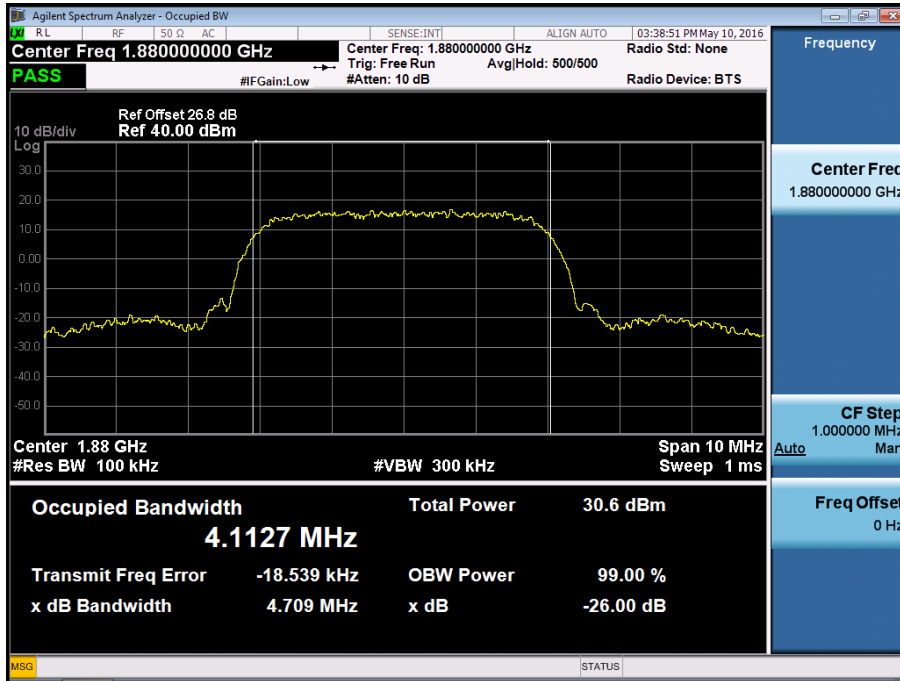 Agilent Spectrum Analyzer - Occupied BW
LXI RL RF 50 Ω AC SENSE:INT ALIGN AUTO 03:38:51 PM May 10, 2016
Center Freq 1.880000000 GHz
PASS
#IFGain:Low
Center Freq: 1.880000000 GHz
Trig: Free Run Avg|Hold: 500/500
#Atten: 10 dB
Radio Std: None
Radio Device: BTS
Ref Offset 26.8 dB
10 dB/div Ref 40.00 dBm
Log
30.0
20.0
10.0
0.00
-10.0
-20.0
-30.0
-40.0
-50.0
Center 1.88 GHz Span 10 MHz
#Res BW 100 kHz #VBW 300 kHz Sweep 1 ms
Occupied Bandwidth Total Power 30.6 dBm
4.1127 MHz
Transmit Freq Error -18.539 kHz OBW Power 99.00 %
x dB Bandwidth 4.709 MHz x dB -26.00 dB
MSG STATUS
Frequency
Center Freq
1.880000000 GHz
CF Step
1.000000 MHz
Auto Man
Freq Offset
0 Hz